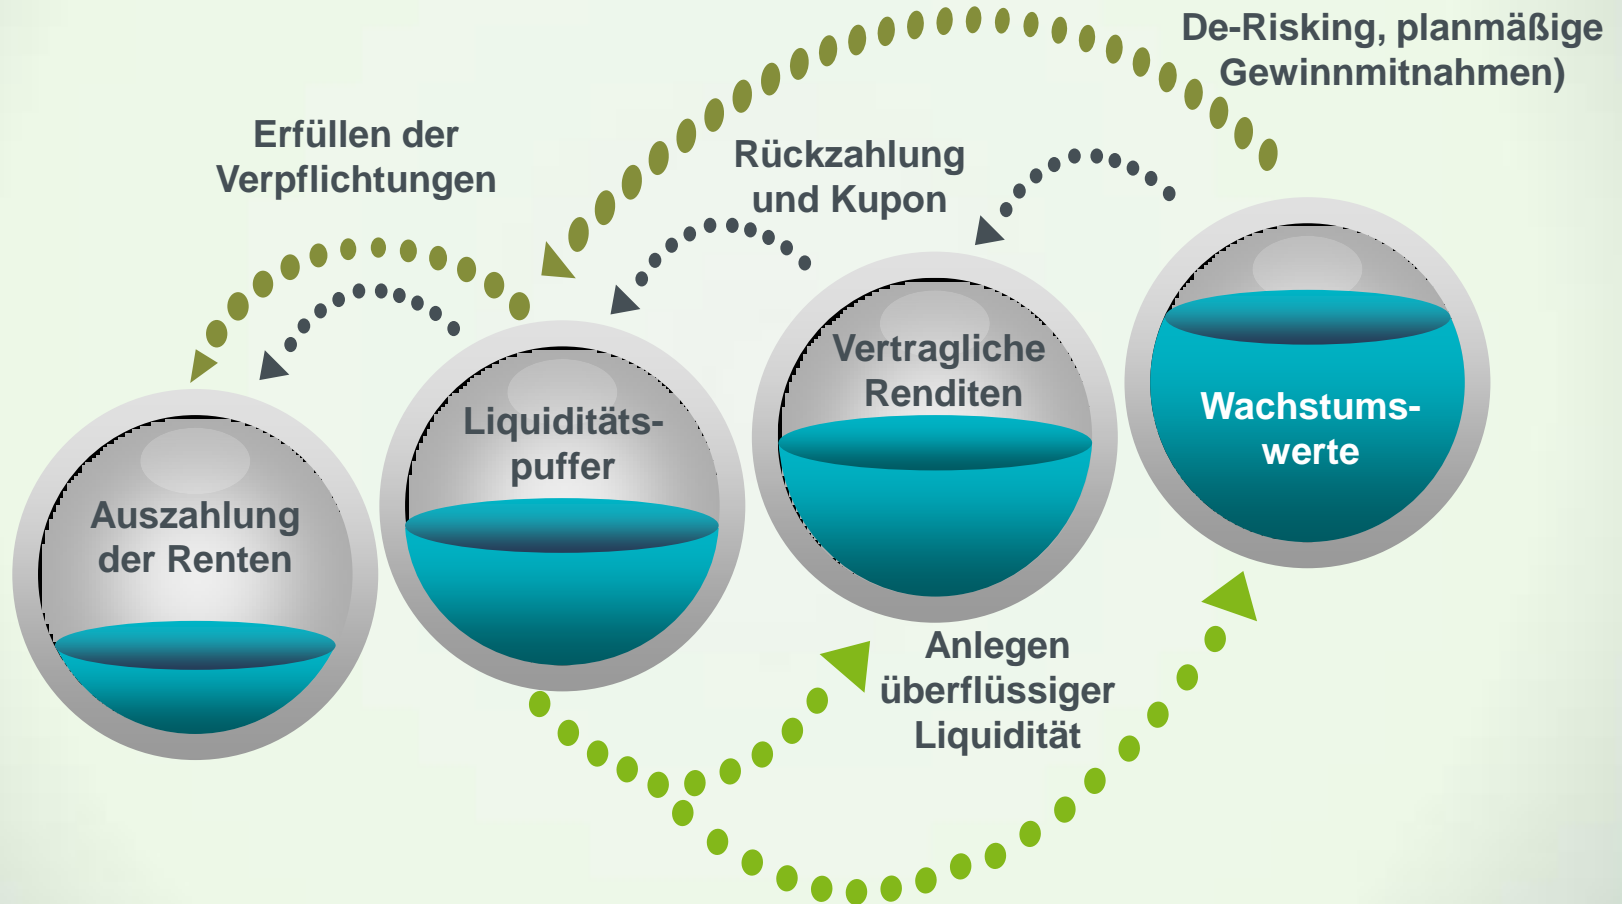 De-Risking, planmäßige
Gewinnmitnahmen)
Erfüllen der
Verpflichtungen
Rückzahlung
und Kupon
Vertragliche
Renditen
Wachstums-
werte
Liquiditäts-
puffer
Auszahlung
der Renten
Anlegen
überflüssiger
Liquidität